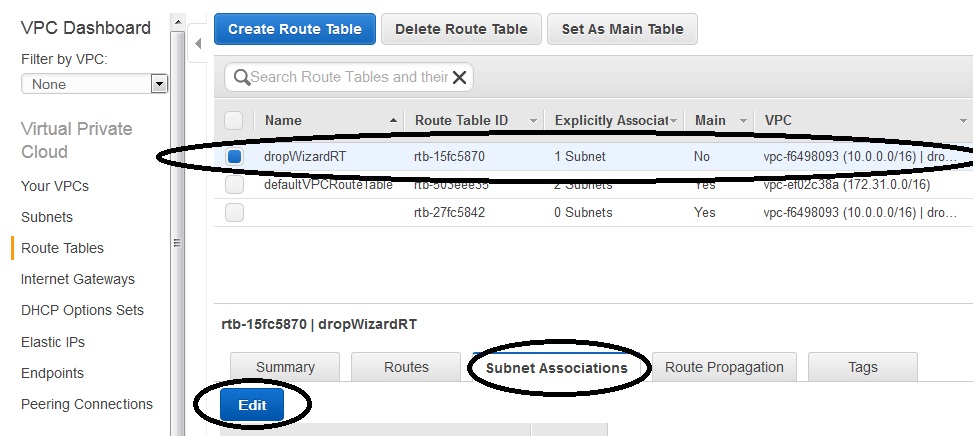 VPC Dashboard
Filter by VPC:
None
Virtual Private
Cloud
Your VPCs
Subnets
Route Tables
Internet Gateways
DHCP Options Sets
Elastic IPs
Endpoints
Peering Connections
Create Route Table Delete Route Table Set As Main Table
Search Route Tables and their
Name Route Table ID Explicitly Associat Main VPC
dropWizardRT rtb-15fc5870 1 Subnet No vpc-f6498093 (10.0.0.0/16) | dro...
defaultVPCRouteTable rtb-503eee35 2 Subnets Yes vpc-ef02c38a (172.31.0.0/16)
rtb-27fc5842 0 Subnets Yes vpc-f6498093 (10.0.0.0/16) | dro...
rtb-15fc5870 | dropWizardRT
Summary Routes Subnet Associations Route Propagation Tags
Edit